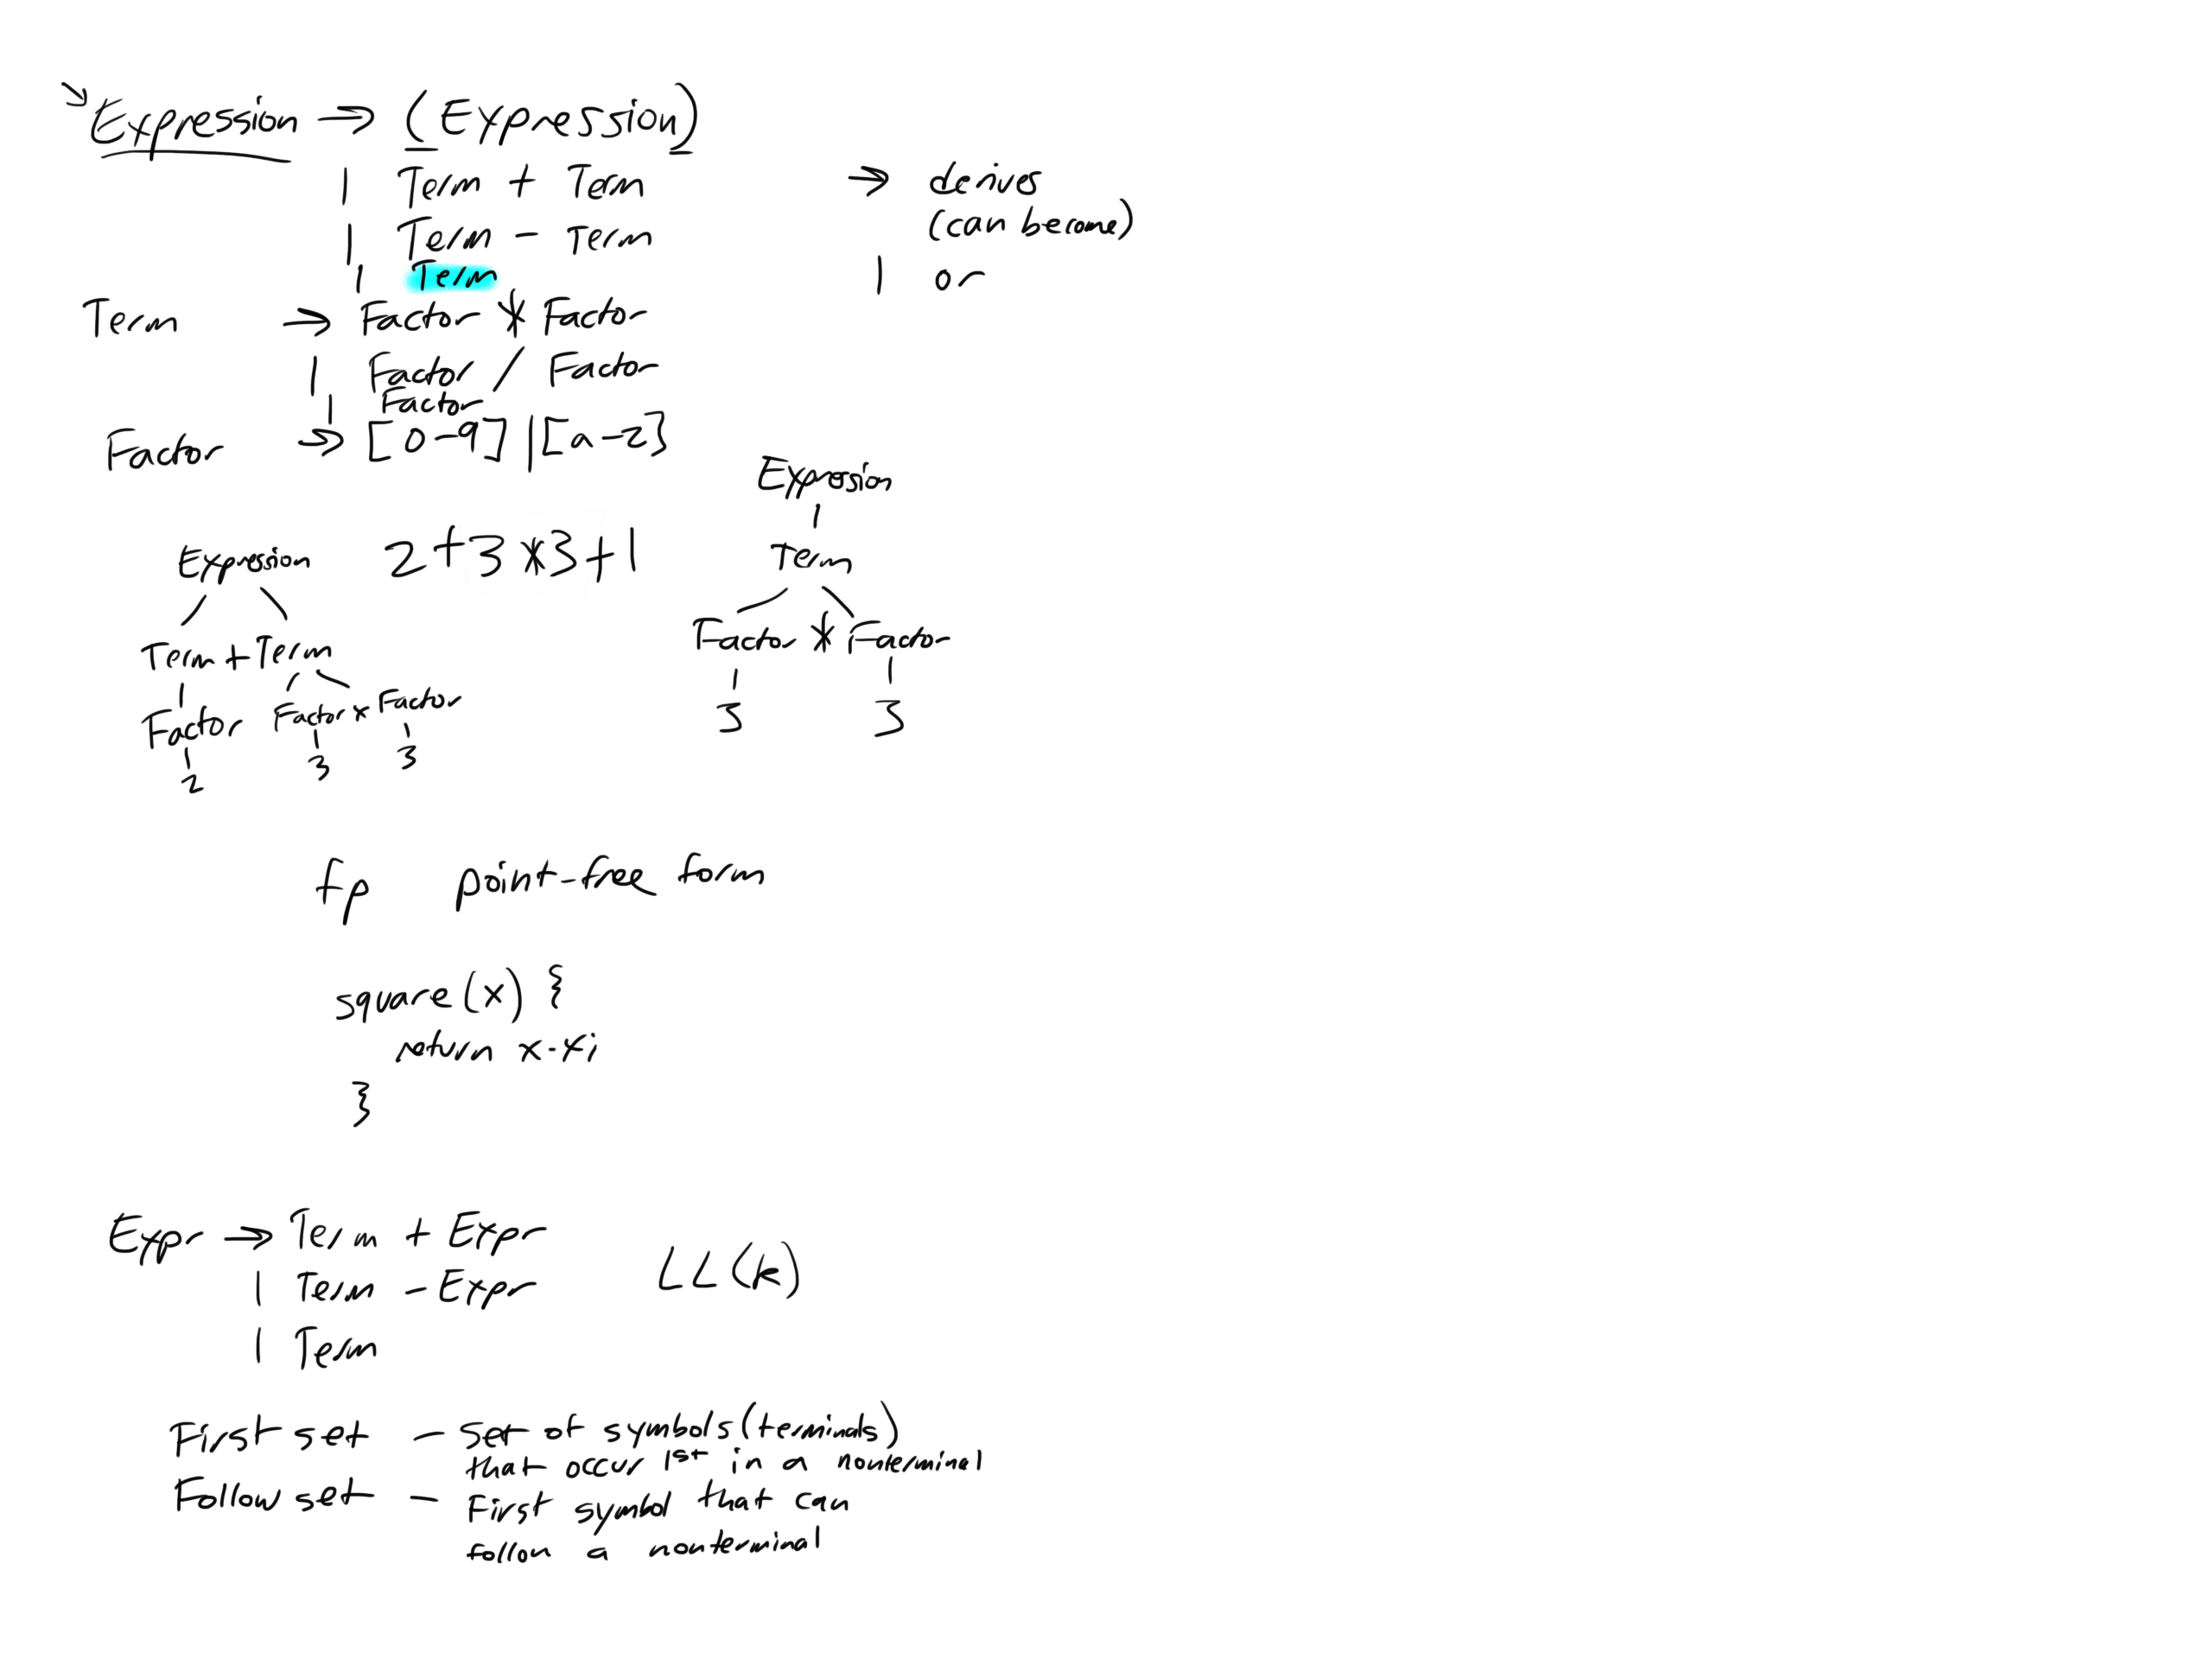 Expression → (Expression)
| Term + Term
| Term - Term
| Term
Term → Factor * Factor
| Factor / Factor
| Factor
Factor → [0-9] | [a-z]
→ derives
(can become)
| or
2+3*3+1
Expression
Term + Term
Factor Factor * Factor
2 3 3
Expression
Term
Factor * Factor
3 3
fp point-free form
square(x) {
return x·x;
}
Expr → Term + Expr
| Term - Expr
| Term
LL(k)
First set - set of symbols (terminals)
that occur 1st in a nonterminal
Follow set - First symbol that can
follow a nonterminal